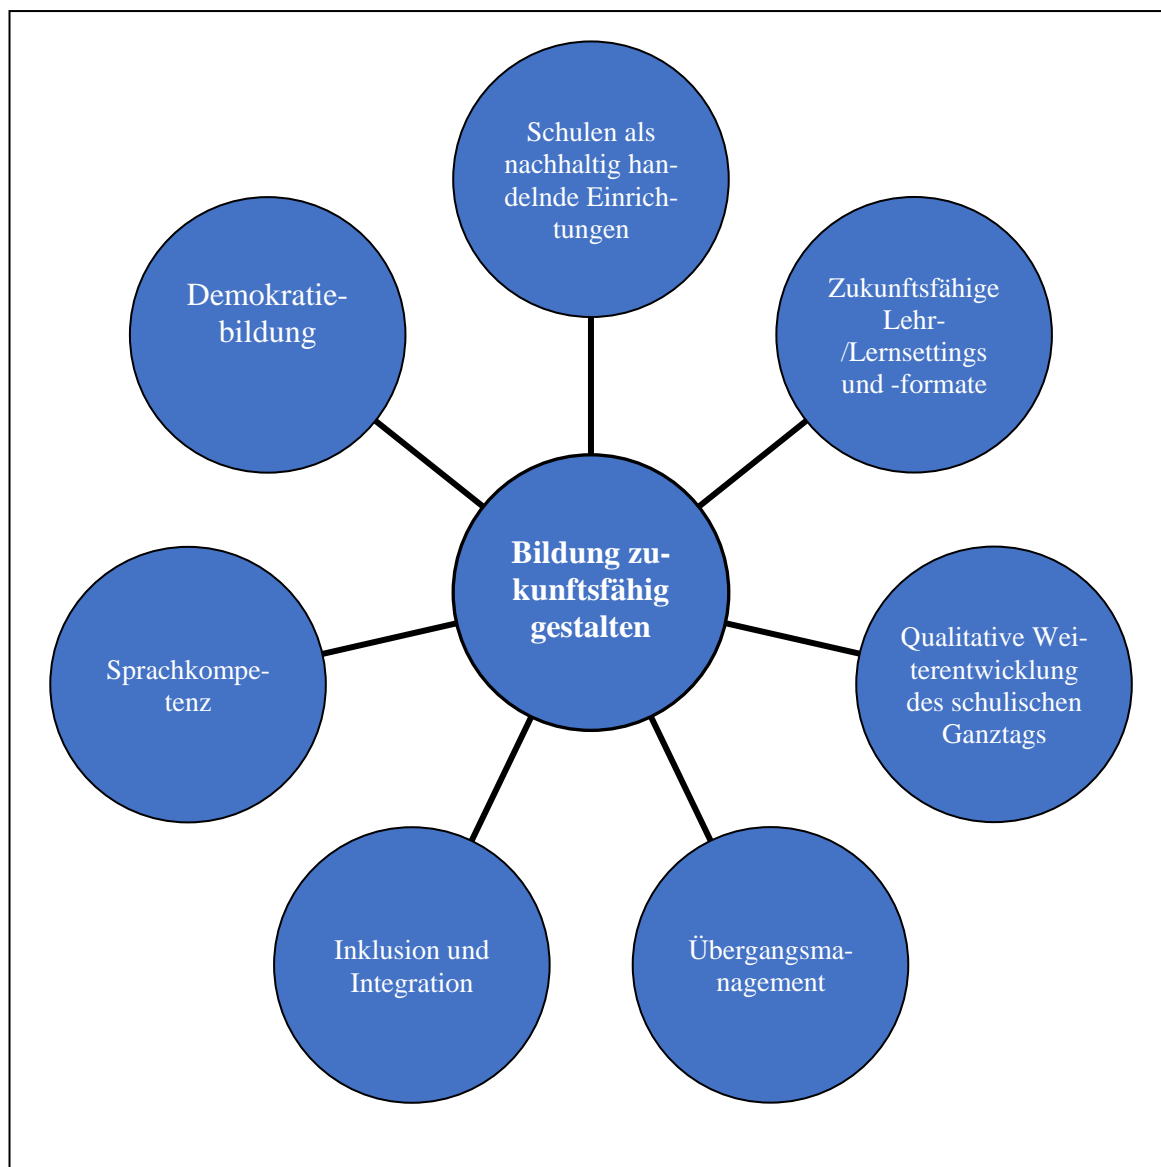 Schulen als
nachhaltig han-
delnde Einrich-
tungen
Demokratie-
bildung
Zukunftsfähige
Lehr-
/Lernsettings
und -formate
Bildung zu-
kunftsfähig
gestalten
Sprachkompe-
tenz
Qualitative Wei-
terentwicklung
des schulischen
Ganztags
Inklusion und
Integration
Übergangsma-
nagement